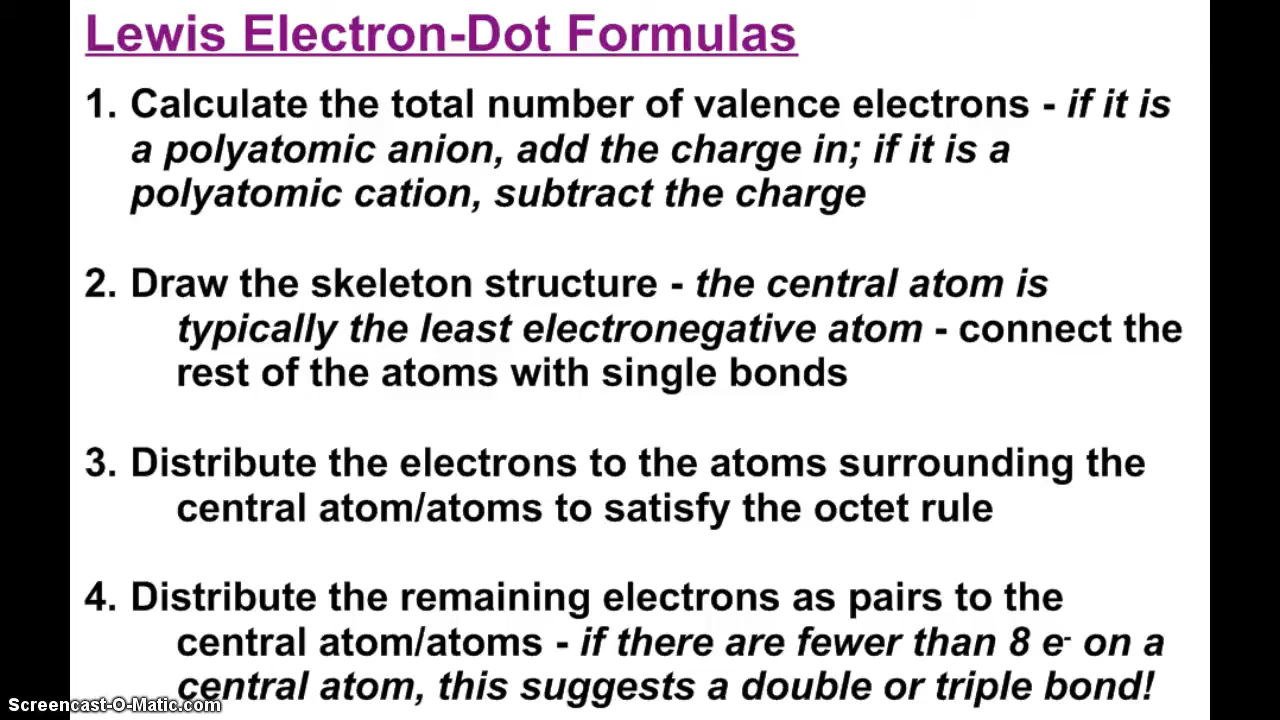 Lewis Electron-Dot Formulas
1. Calculate the total number of valence electrons - if it is
a polyatomic anion, add the charge in; if it is a
polyatomic cation, subtract the charge
2. Draw the skeleton structure - the central atom is
typically the least electronegative atom - connect the
rest of the atoms with single bonds
3. Distribute the electrons to the atoms surrounding the
central atom/atoms to satisfy the octet rule
4. Distribute the remaining electrons as pairs to the
central atom/atoms - if there are fewer than 8 e⁻ on a
central atom, this suggests a double or triple bond!
Screencast-O-Matic.com